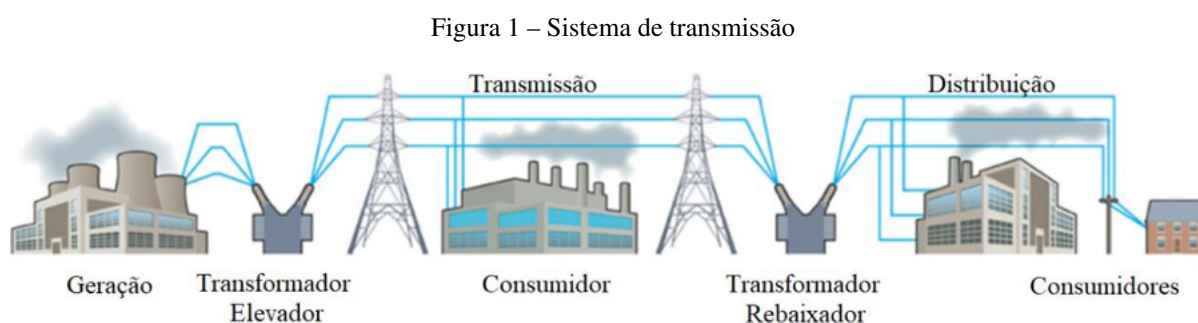 Figura 1 – Sistema de transmissão
Transmissão
Distribuição
Geração
Transformador
Elevador
Consumidor
Transformador
Rebaixador
Consumidores